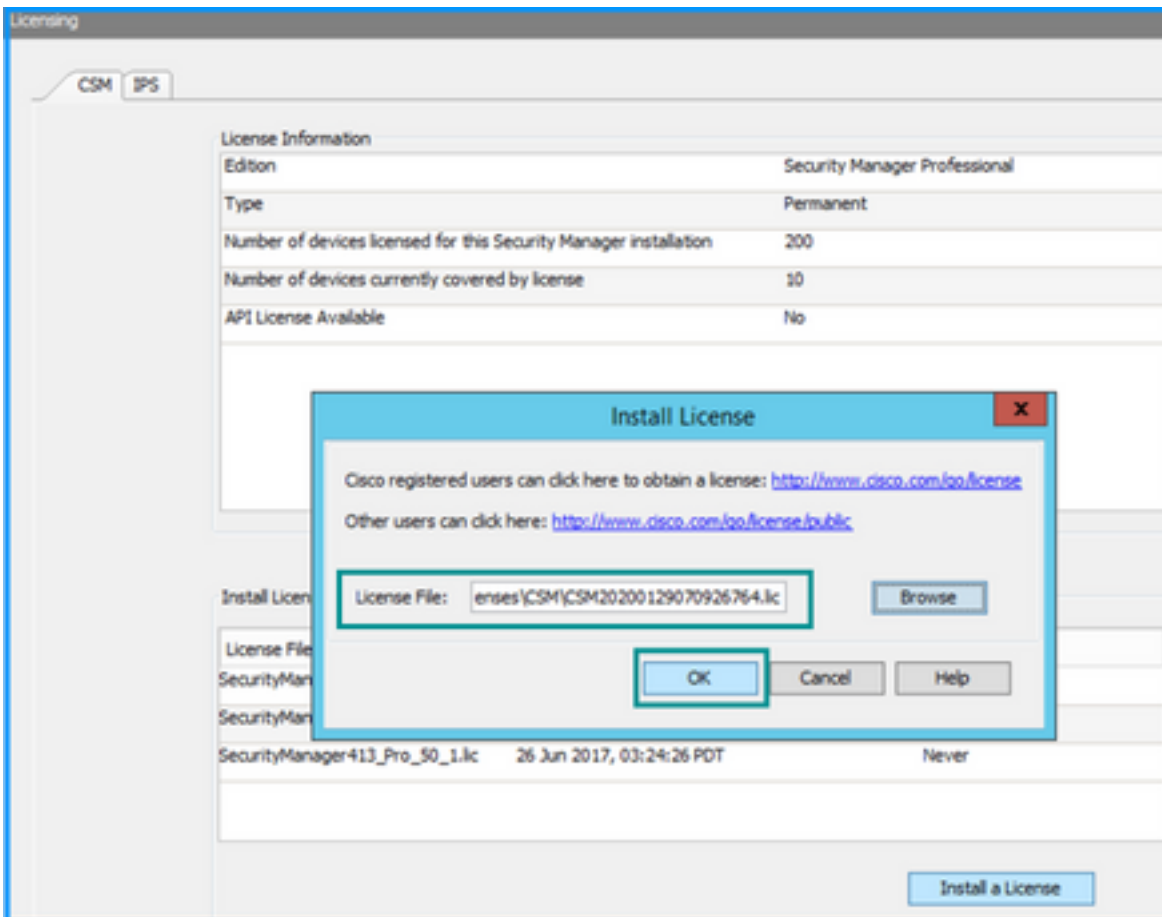 Licensing
CSM IPS
License Information
Edition Security Manager Professional
Type Permanent
Number of devices licensed for this Security Manager installation 200
Number of devices currently covered by license 10
API License Available No
Install License
X
Cisco registered users can click here to obtain a license: http://www.cisco.com/go/license
Other users can click here: http://www.cisco.com/go/license/public
Install Licen
License File: enses\CSM\CSM20200129070926764.lic Browse
License File
OK Cancel Help
SecurityMan
SecurityMan
SecurityManager413_Pro_50_1.lic 26 Jun 2017, 03:24:26 PDT Never
Install a License